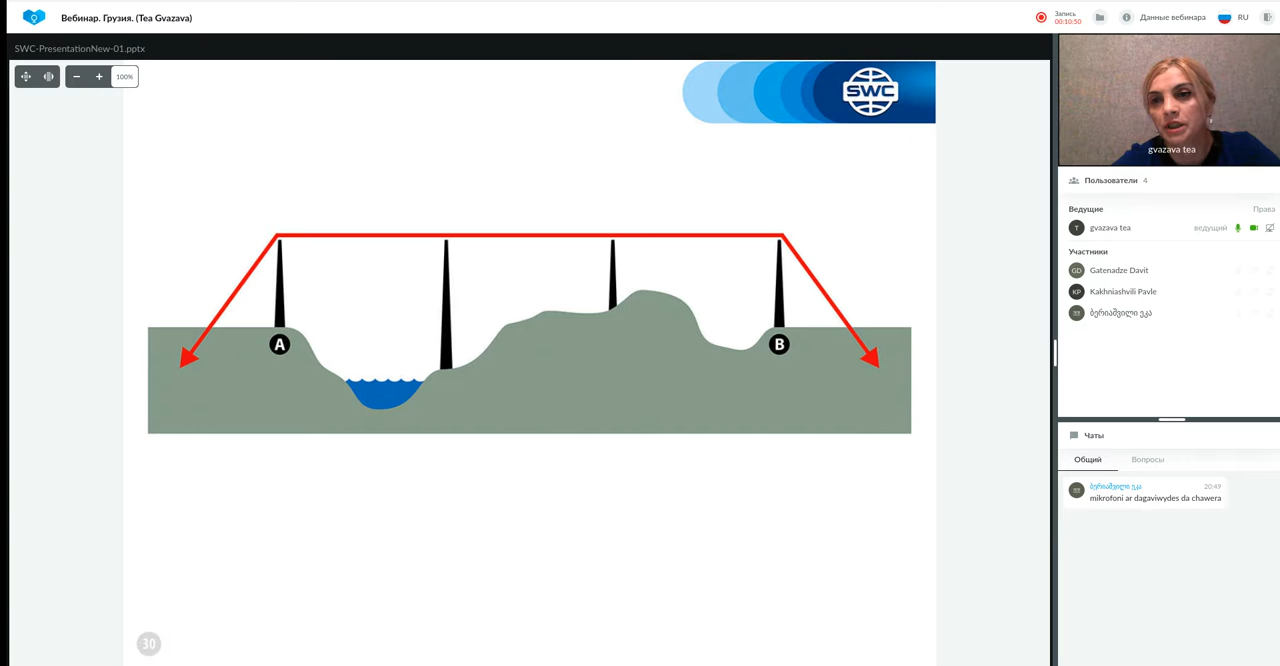 Вебинар. Грузия. (Tea Gvazava)
Запись
00:10:50
Данные вебинара
RU
SWC-PresentationNew-01.pptx
100%
SWC
A
B
30
gvazava tea
Пользователи 4
Ведущие Права
T gvazava tea ведущий
Участники
GD Gatenadze Davit
KP Kakhniashvili Pavle
ბერიაშვილი ეკა
Чаты
Общий Вопросы
ბერიაშვილი ეკა 20:49
mikrofoni ar dagaviwydes da chawera